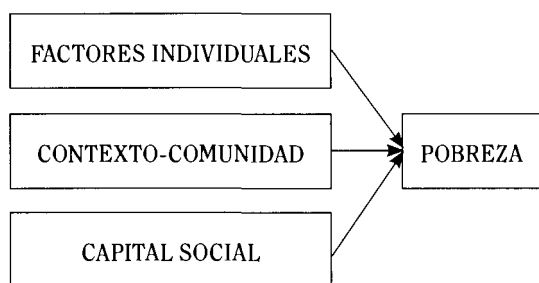 FACTORES INDIVIDUALES
CONTEXTO-COMUNIDAD
POBREZA
CAPITAL SOCIAL